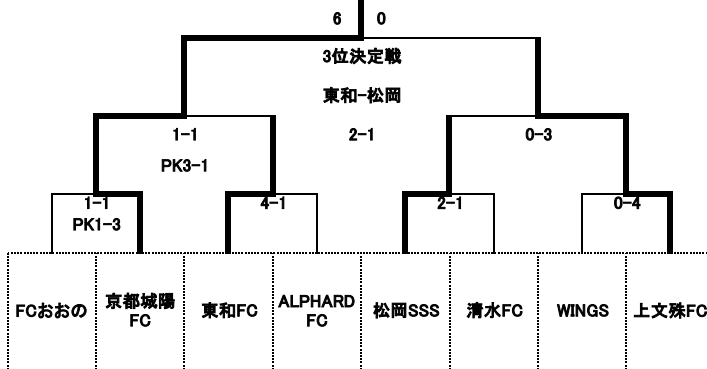 6 0
3位決定戦
東和-松岡
1-1 2-1 0-3
PK3-1
1-1 4-1 2-1 0-4
PK1-3
FCおおの 京都城陽FC 東和FC ALPHARD FC 松岡SSS 清水FC WINGS 上文殊FC